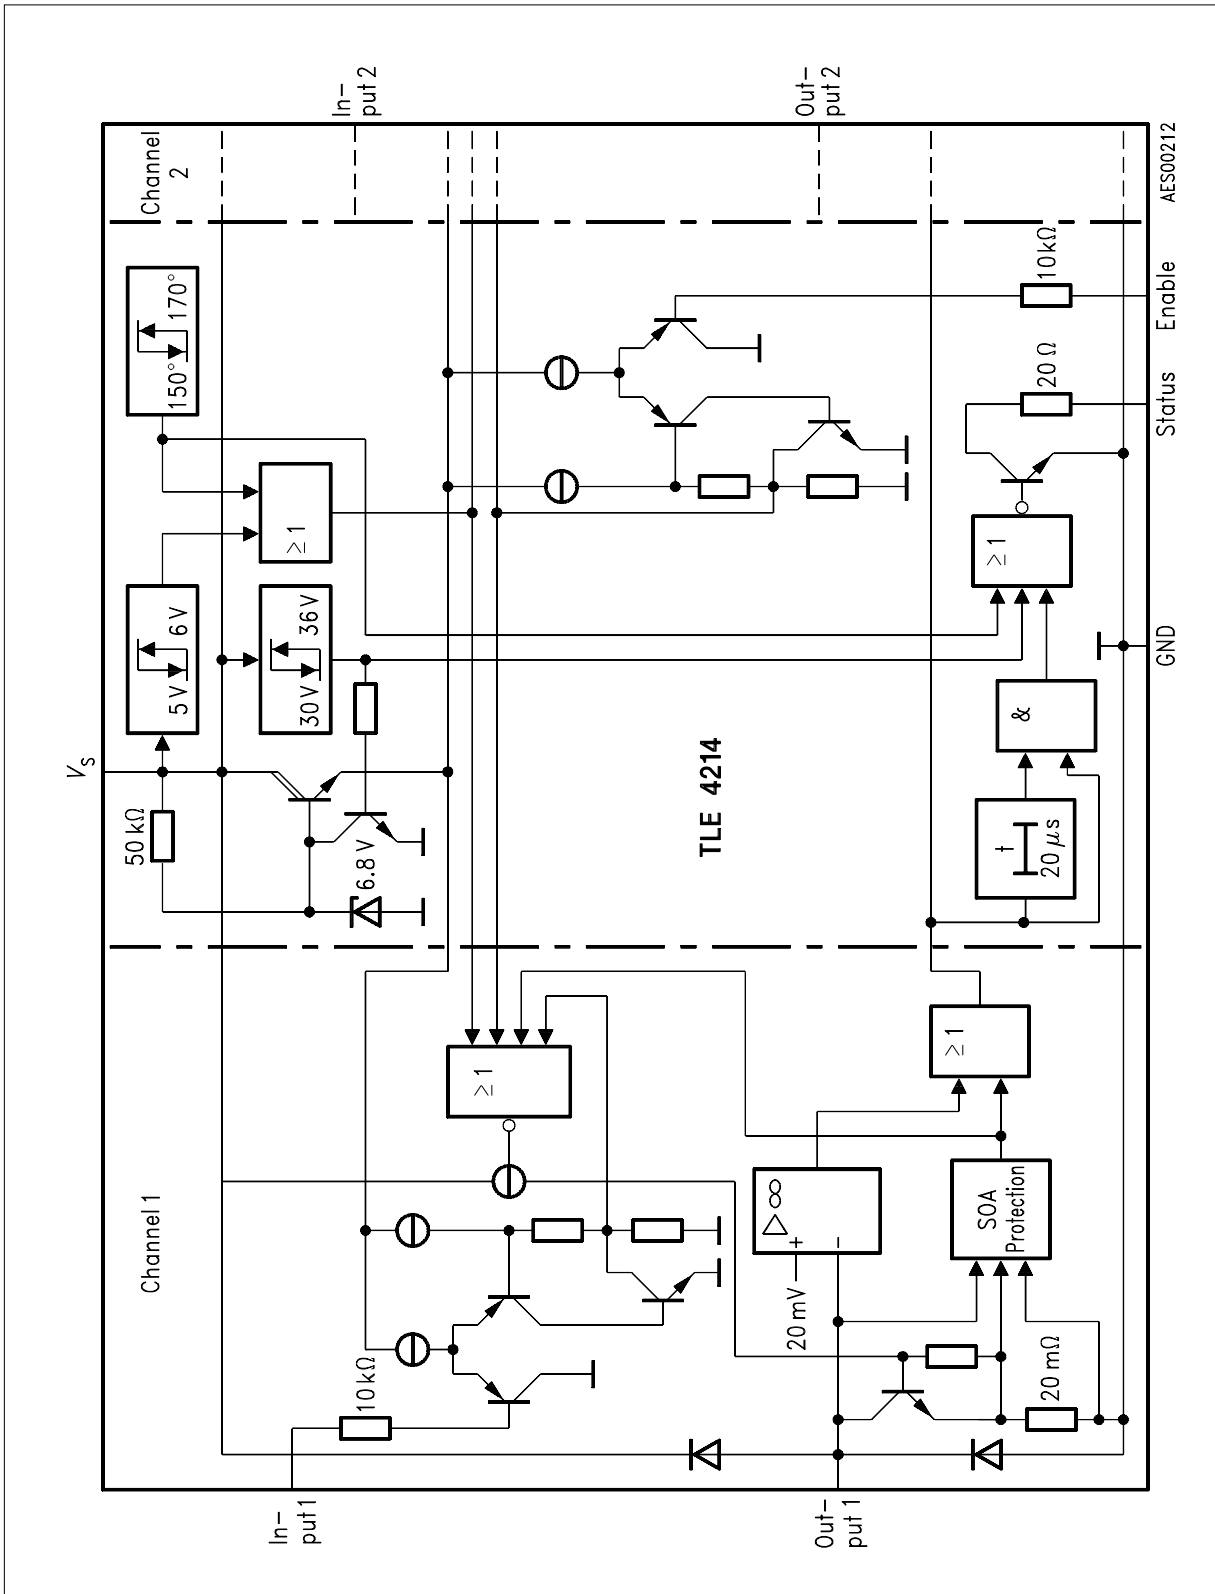 Channel
2
In-
put 2
Out-
put 2
AES00212
150° 170°
5 V 6 V
≥ 1
30 V 36 V
V_S
50 kΩ
6.8 V
TLE 4214
10 kΩ
Enable
20 Ω
Status
≥ 1
GND
&
t
20 μs
Channel 1
≥ 1
≥ 1
10 kΩ
▷ ∞
+
−
20 mV
SOA
Protection
20 mΩ
In-
put 1
Out-
put 1